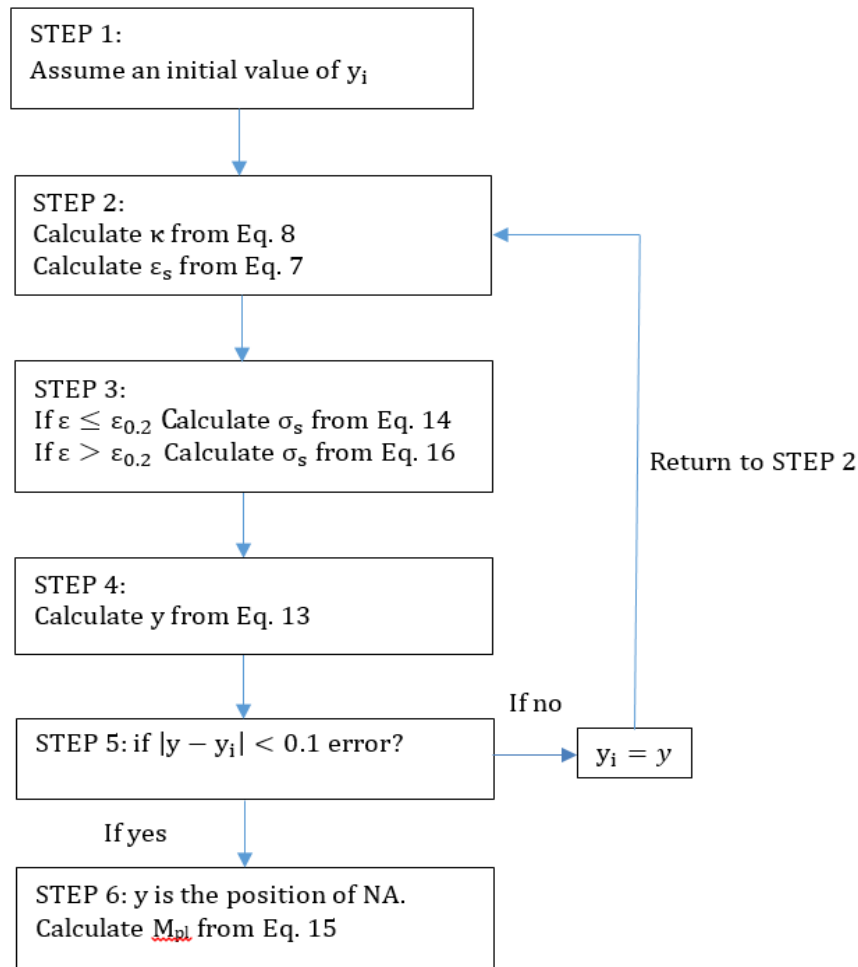 STEP 1:
Assume an initial value of yᵢ
STEP 2:
Calculate κ from Eq. 8
Calculate εₛ from Eq. 7
STEP 3:
If ε ≤ ε₀.₂ Calculate σₛ from Eq. 14
If ε > ε₀.₂ Calculate σₛ from Eq. 16
Return to STEP 2
STEP 4:
Calculate y from Eq. 13
If no
STEP 5: if |y − yᵢ| < 0.1 error?
yᵢ = y
If yes
STEP 6: y is the position of NA.
Calculate Mpl from Eq. 15